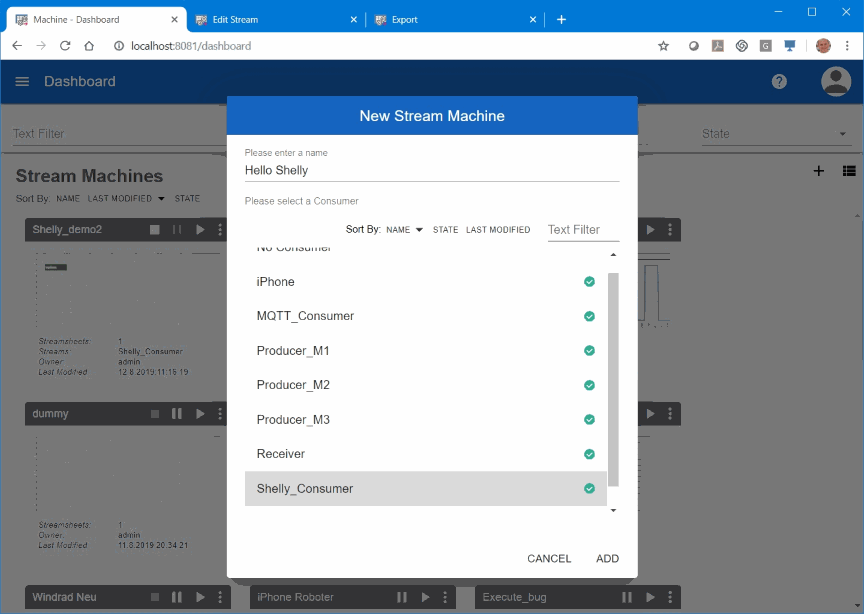 Machine - Dashboard
Edit Stream
Export
localhost:8081/dashboard
Dashboard
?
Text Filter
State
Stream Machines
Sort By: NAME LAST MODIFIED STATE
Shelly_demo2
Streamsheets: 1
Streams: Shelly_Consumer
Owner: admin
Last Modified 12.8.2019 11:16:19
dummy
Streamsheets: 1
Owner: admin
Last Modified 11.8.2019 20:34:21
Windrad Neu
iPhone Roboter
Execute_bug
New Stream Machine
Please enter a name
Hello Shelly
Please select a Consumer
Sort By: NAME STATE LAST MODIFIED Text Filter
No Consumer
iPhone
MQTT_Consumer
Producer_M1
Producer_M2
Producer_M3
Receiver
Shelly_Consumer
CANCEL ADD